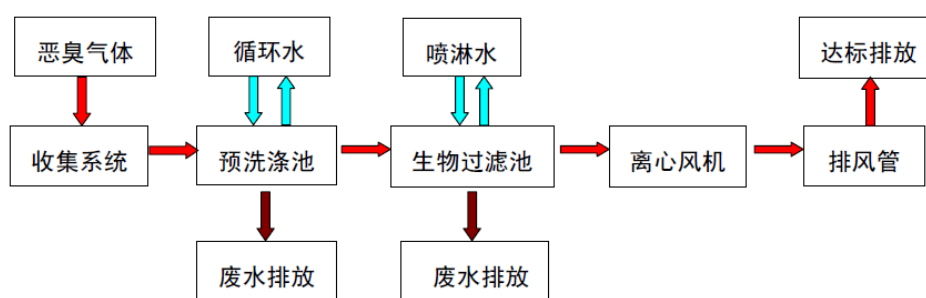 恶臭气体
循环水
喷淋水
达标排放
收集系统
预洗涤池
生物过滤池
离心风机
排风管
废水排放
废水排放